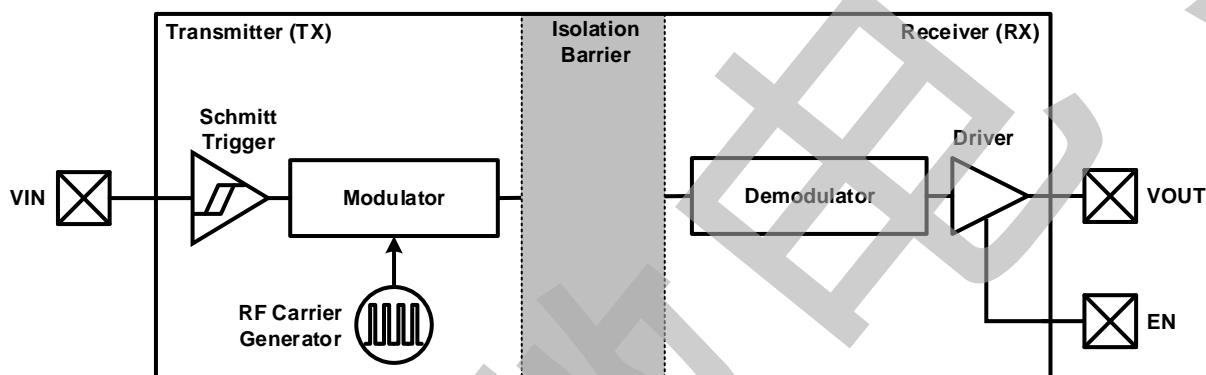 Transmitter (TX)
Isolation
Barrier
Receiver (RX)
Schmitt
Trigger
Driver
VIN
Modulator
Demodulator
VOUT
RF Carrier
Generator
EN